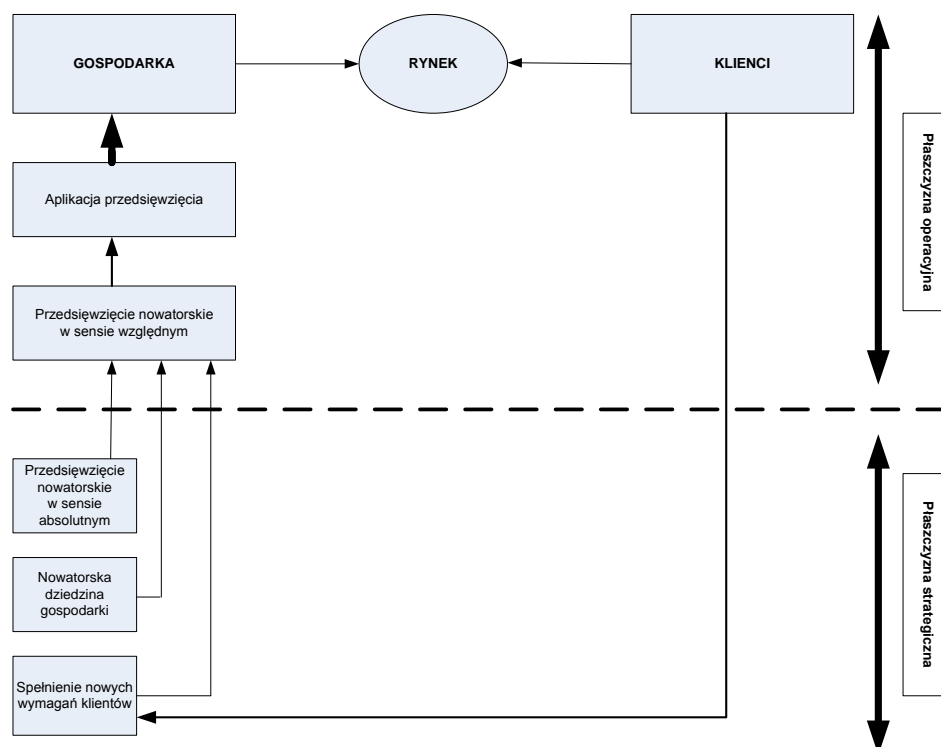 GOSPODARKA
RYNEK
KLIENCI
Płaszczyzna operacyjna
Aplikacja przedsięwzięcia
Przedsięwzięcie nowatorskie
w sensie względnym
Przedsięwzięcie
nowatorskie
w sensie
absolutnym
Płaszczyzna strategiczna
Nowatorska
dziedzina
gospodarki
Spełnienie nowych
wymagań klientów